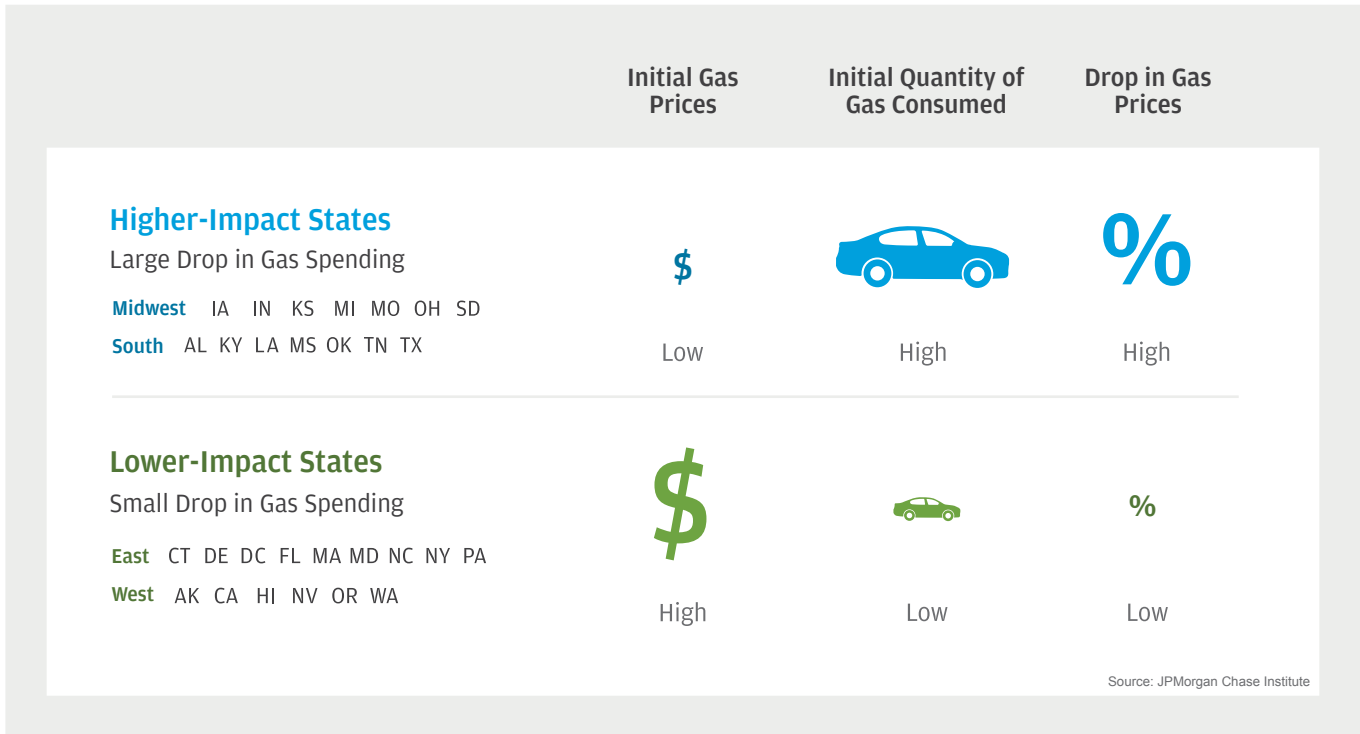 Initial Gas Prices
Initial Quantity of Gas Consumed
Drop in Gas Prices
Higher-Impact States
Large Drop in Gas Spending
Midwest IA IN KS MI MO OH SD
South AL KY LA MS OK TN TX
$
%
Low
High
High
Lower-Impact States
Small Drop in Gas Spending
East CT DE DC FL MA MD NC NY PA
West AK CA HI NV OR WA
$
%
High
Low
Low
Source: JPMorgan Chase Institute